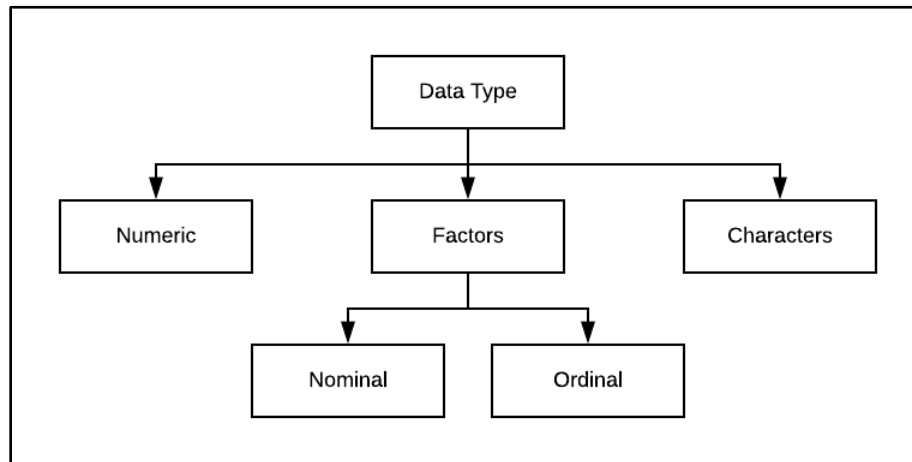 Data Type
Numeric
Factors
Characters
Nominal
Ordinal